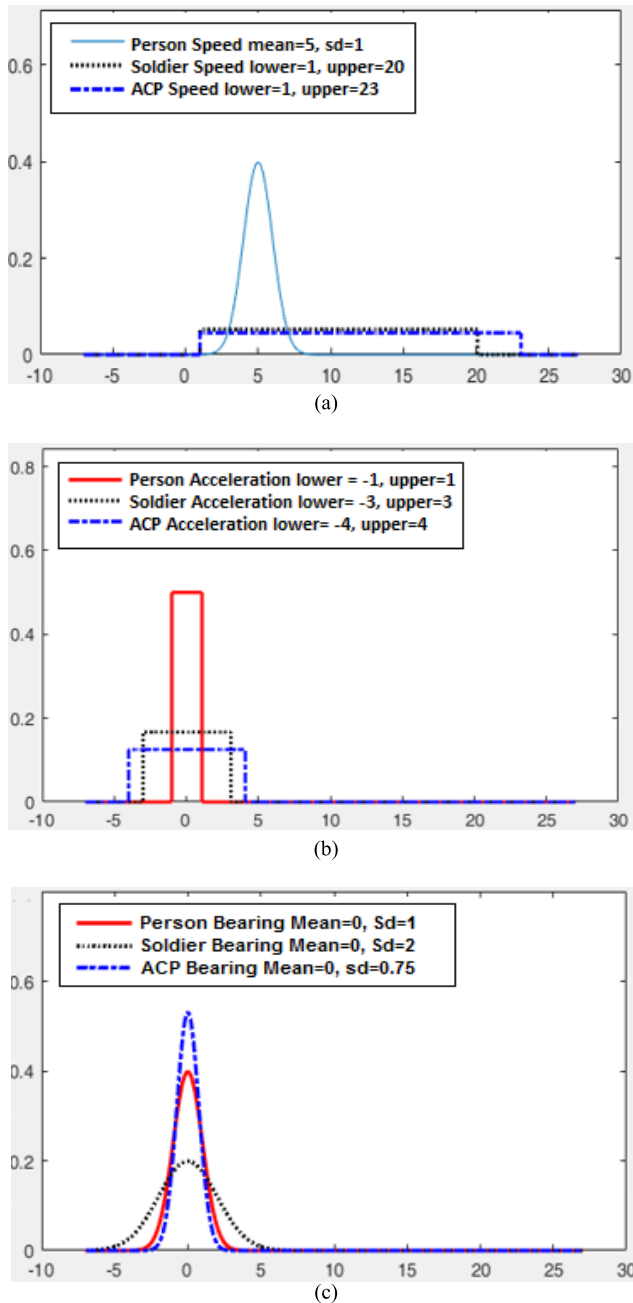 0.6
Person Speed mean=5, sd=1
Soldier Speed lower=1, upper=20
ACP Speed lower=1, upper=23
0.4
0.2
0
-10 -5 0 5 10 15 20 25 30
(a)
0.8
Person Acceleration lower = -1, upper=1
Soldier Acceleration lower= -3, upper=3
ACP Acceleration lower= -4, upper=4
0.6
0.4
0.2
0
-10 -5 0 5 10 15 20 25 30
(b)
Person Bearing Mean=0, Sd=1
Soldier Bearing Mean=0, Sd=2
ACP Bearing Mean=0, sd=0.75
0.6
0.4
0.2
0
-10 -5 0 5 10 15 20 25 30
(c)